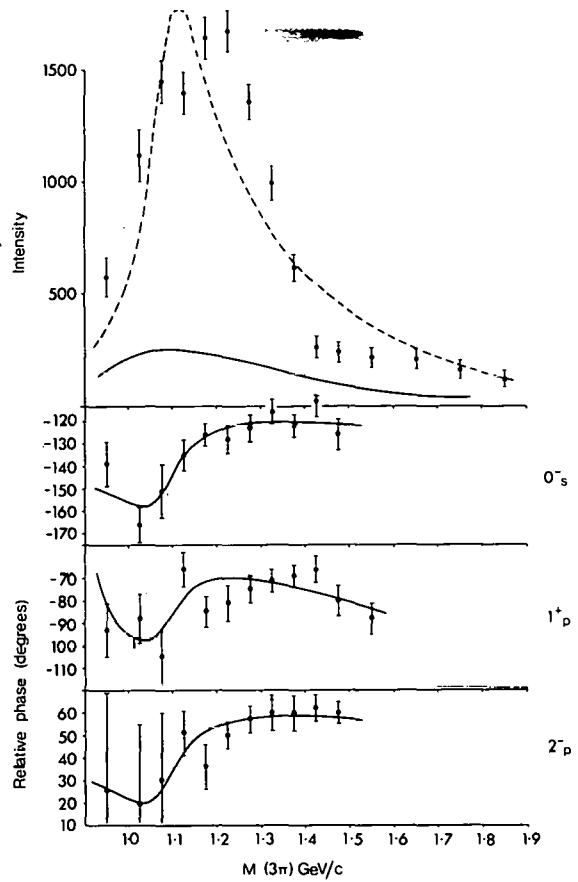 1500
1000
500
Intensity
-120
-130
-140
-150
-160
-170
0⁻s
-70
-80
-90
-100
-110
1⁺p
60
50
40
30
20
10
2⁻p
Relative phase (degrees)
1·0 1·1 1·2 1·3 1·4 1·5 1·6 1·7 1·8 1·9
M (3π) GeV/c